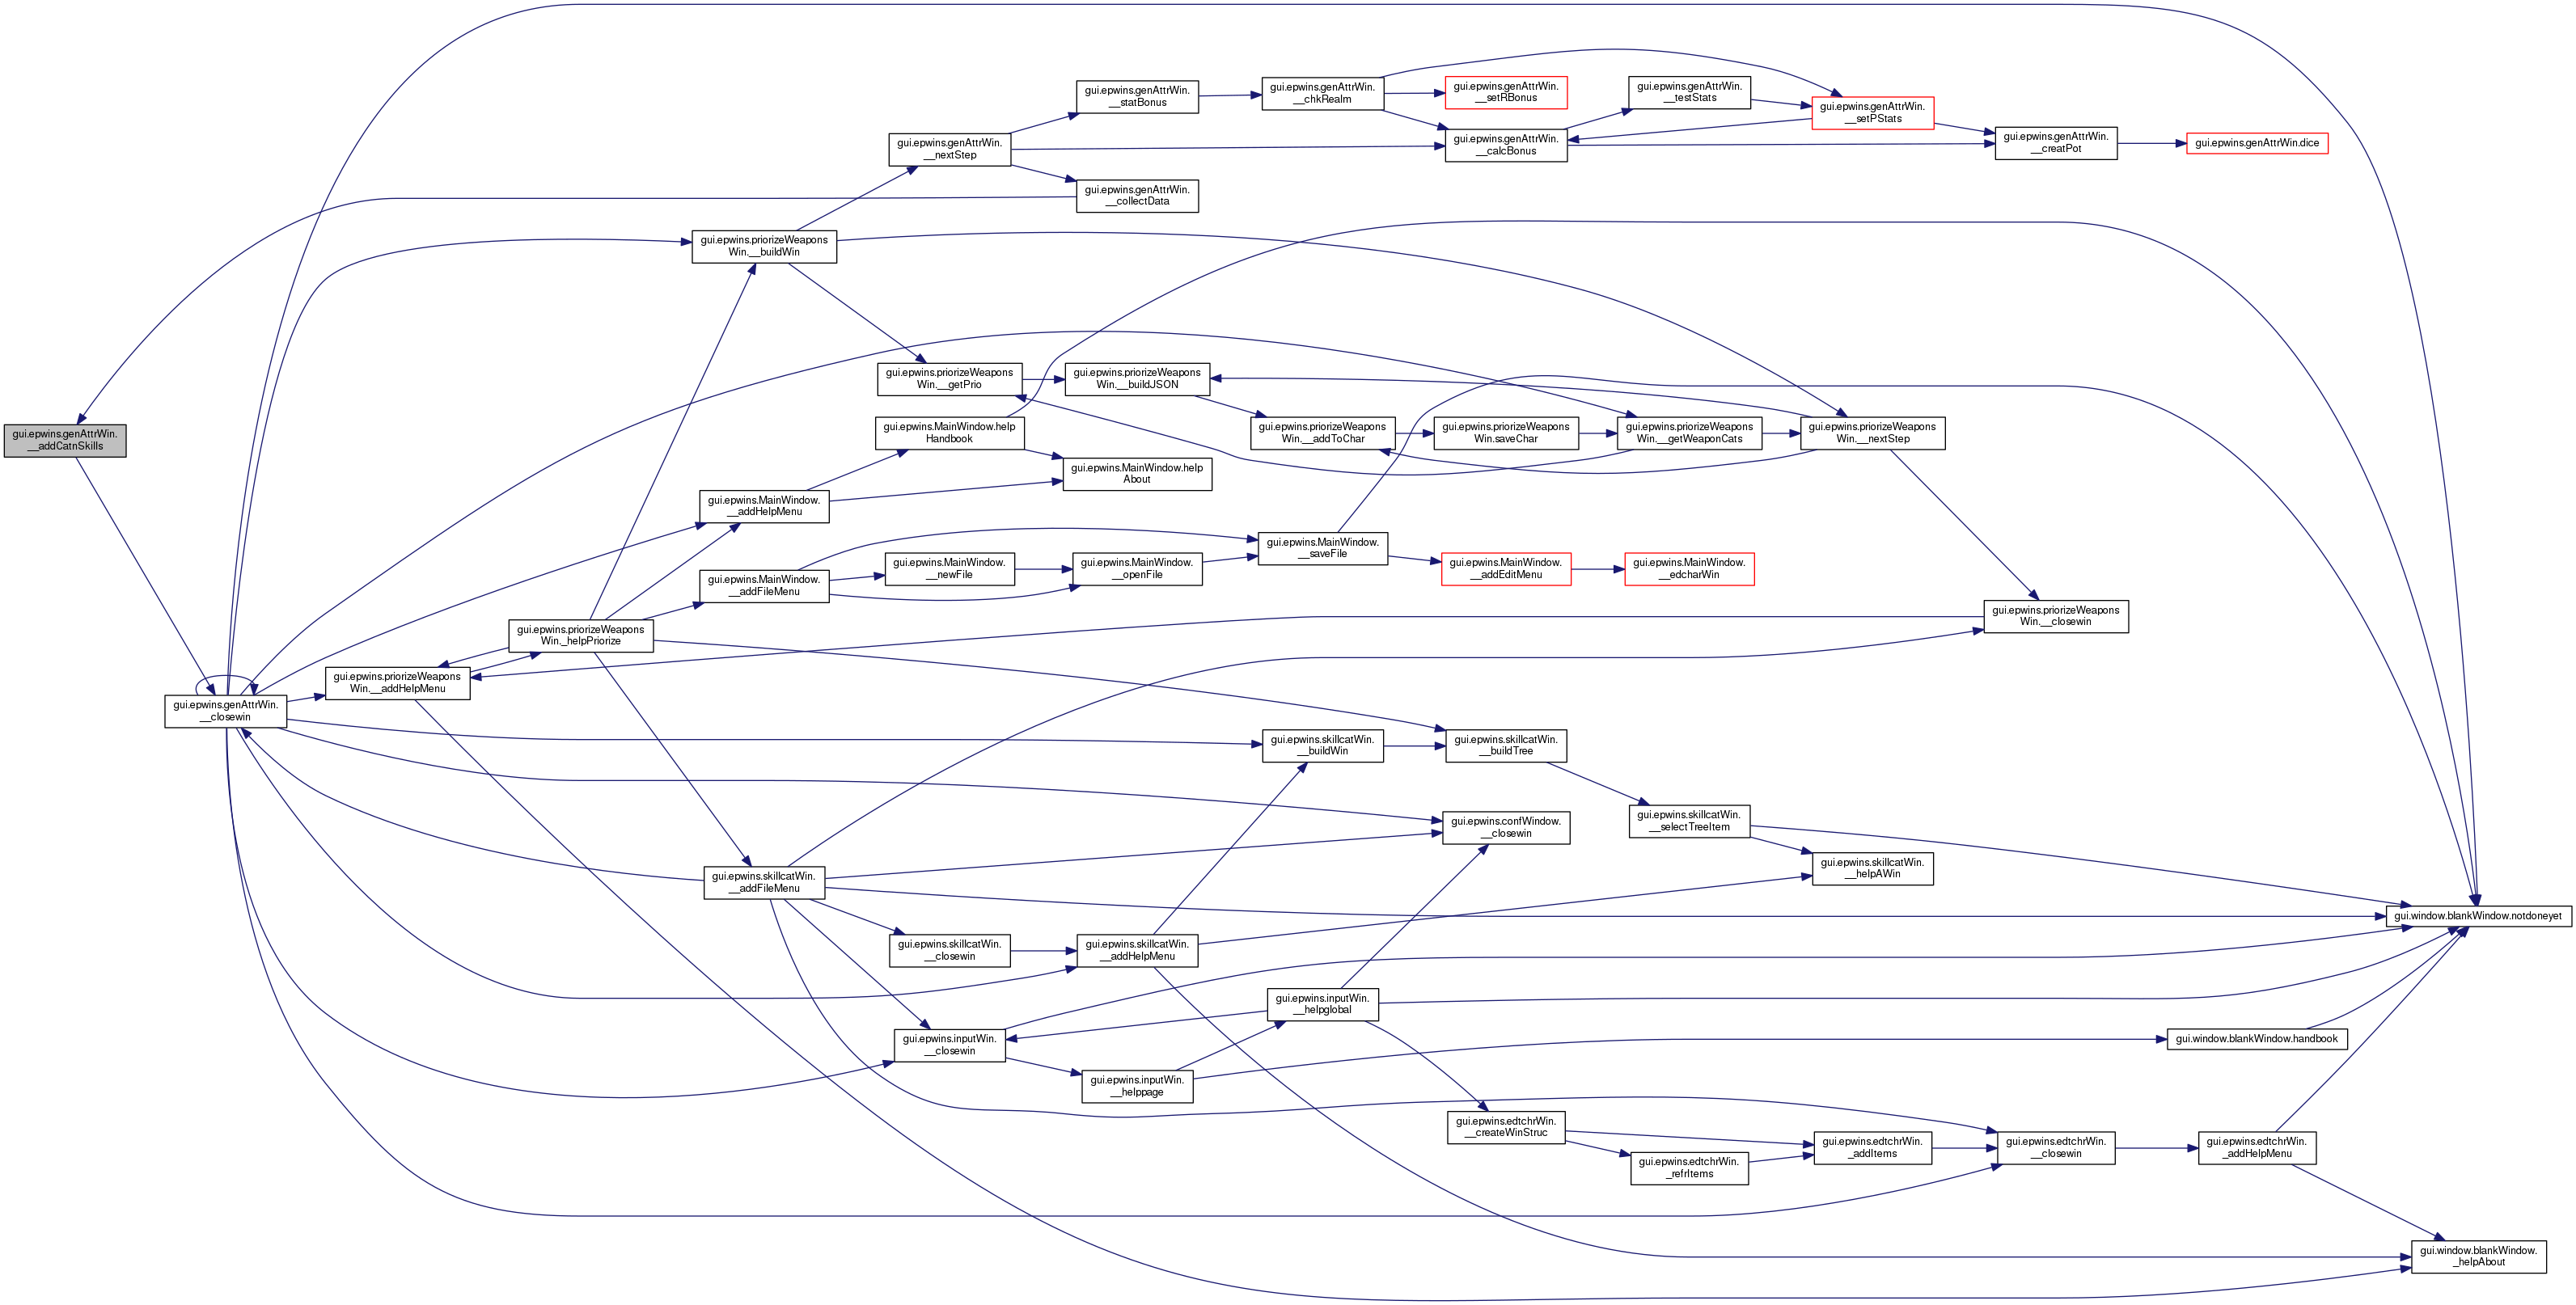 gui.epwins.genAttrWin.
__statBonus
gui.epwins.genAttrWin.
__chkRealm
gui.epwins.genAttrWin.
__setRBonus
gui.epwins.genAttrWin.
__testStats
gui.epwins.genAttrWin.
__setPStats
gui.epwins.genAttrWin.
__nextStep
gui.epwins.genAttrWin.
__calcBonus
gui.epwins.genAttrWin.
__creatPot
gui.epwins.genAttrWin.dice
gui.epwins.genAttrWin.
__collectData
gui.epwins.priorizeWeapons
Win.__buildWin
gui.epwins.priorizeWeapons
Win.__getPrio
gui.epwins.priorizeWeapons
Win.__buildJSON
gui.epwins.genAttrWin.
__addCatnSkills
gui.epwins.MainWindow.help
Handbook
gui.epwins.priorizeWeapons
Win.__addToChar
gui.epwins.priorizeWeapons
Win.saveChar
gui.epwins.priorizeWeapons
Win.__getWeaponCats
gui.epwins.priorizeWeapons
Win.__nextStep
gui.epwins.MainWindow.help
About
gui.epwins.MainWindow.
__addHelpMenu
gui.epwins.MainWindow.
__saveFile
gui.epwins.MainWindow.
__addFileMenu
gui.epwins.MainWindow.
__newFile
gui.epwins.MainWindow.
__openFile
gui.epwins.MainWindow.
__addEditMenu
gui.epwins.MainWindow.
__edcharWin
gui.epwins.priorizeWeapons
Win._helpPriorize
gui.epwins.priorizeWeapons
Win.__closewin
gui.epwins.priorizeWeapons
Win.__addHelpMenu
gui.epwins.genAttrWin.
__closewin
gui.epwins.skillcatWin.
__buildWin
gui.epwins.skillcatWin.
__buildTree
gui.epwins.confWindow.
__closewin
gui.epwins.skillcatWin.
__selectTreeItem
gui.epwins.skillcatWin.
__helpAWin
gui.epwins.skillcatWin.
__addFileMenu
gui.window.blankWindow.notdoneyet
gui.epwins.skillcatWin.
__closewin
gui.epwins.skillcatWin.
__addHelpMenu
gui.epwins.inputWin.
__helpglobal
gui.epwins.inputWin.
__closewin
gui.window.blankWindow.handbook
gui.epwins.inputWin.
__helppage
gui.epwins.edtchrWin.
__createWinStruc
gui.epwins.edtchrWin.
_refrItems
gui.epwins.edtchrWin.
_addItems
gui.epwins.edtchrWin.
__closewin
gui.epwins.edtchrWin.
_addHelpMenu
gui.window.blankWindow.
_helpAbout